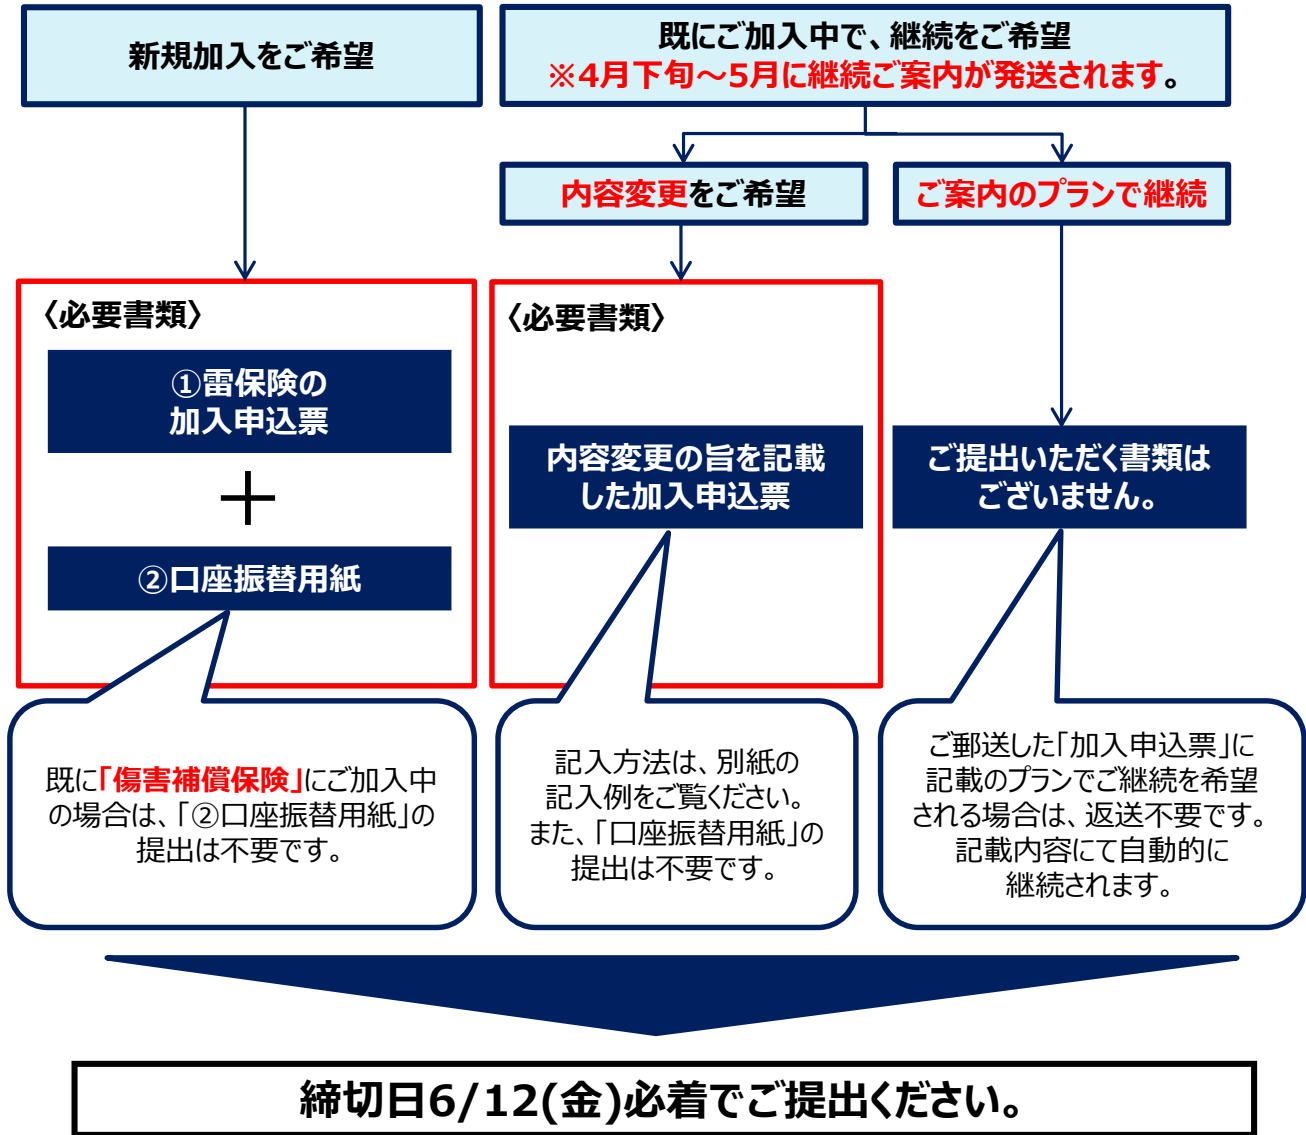 新規加入をご希望
既にご加入中で、継続をご希望
※4月下旬～5月に継続ご案内が発送されます。
内容変更をご希望
ご案内のプランで継続
〈必要書類〉
①雷保険の
加入申込票
＋
②口座振替用紙
既に「傷害補償保険」にご加入中
の場合は、「②口座振替用紙」の
提出は不要です。
〈必要書類〉
内容変更の旨を記載
した加入申込票
記入方法は、別紙の
記入例をご覧ください。
また、「口座振替用紙」の
提出は不要です。
ご提出いただく書類は
ございません。
ご郵送した「加入申込票」に
記載のプランでご継続を希望
される場合は、返送不要です。
記載内容にて自動的に
継続されます。
締切日6/12(金)必着でご提出ください。